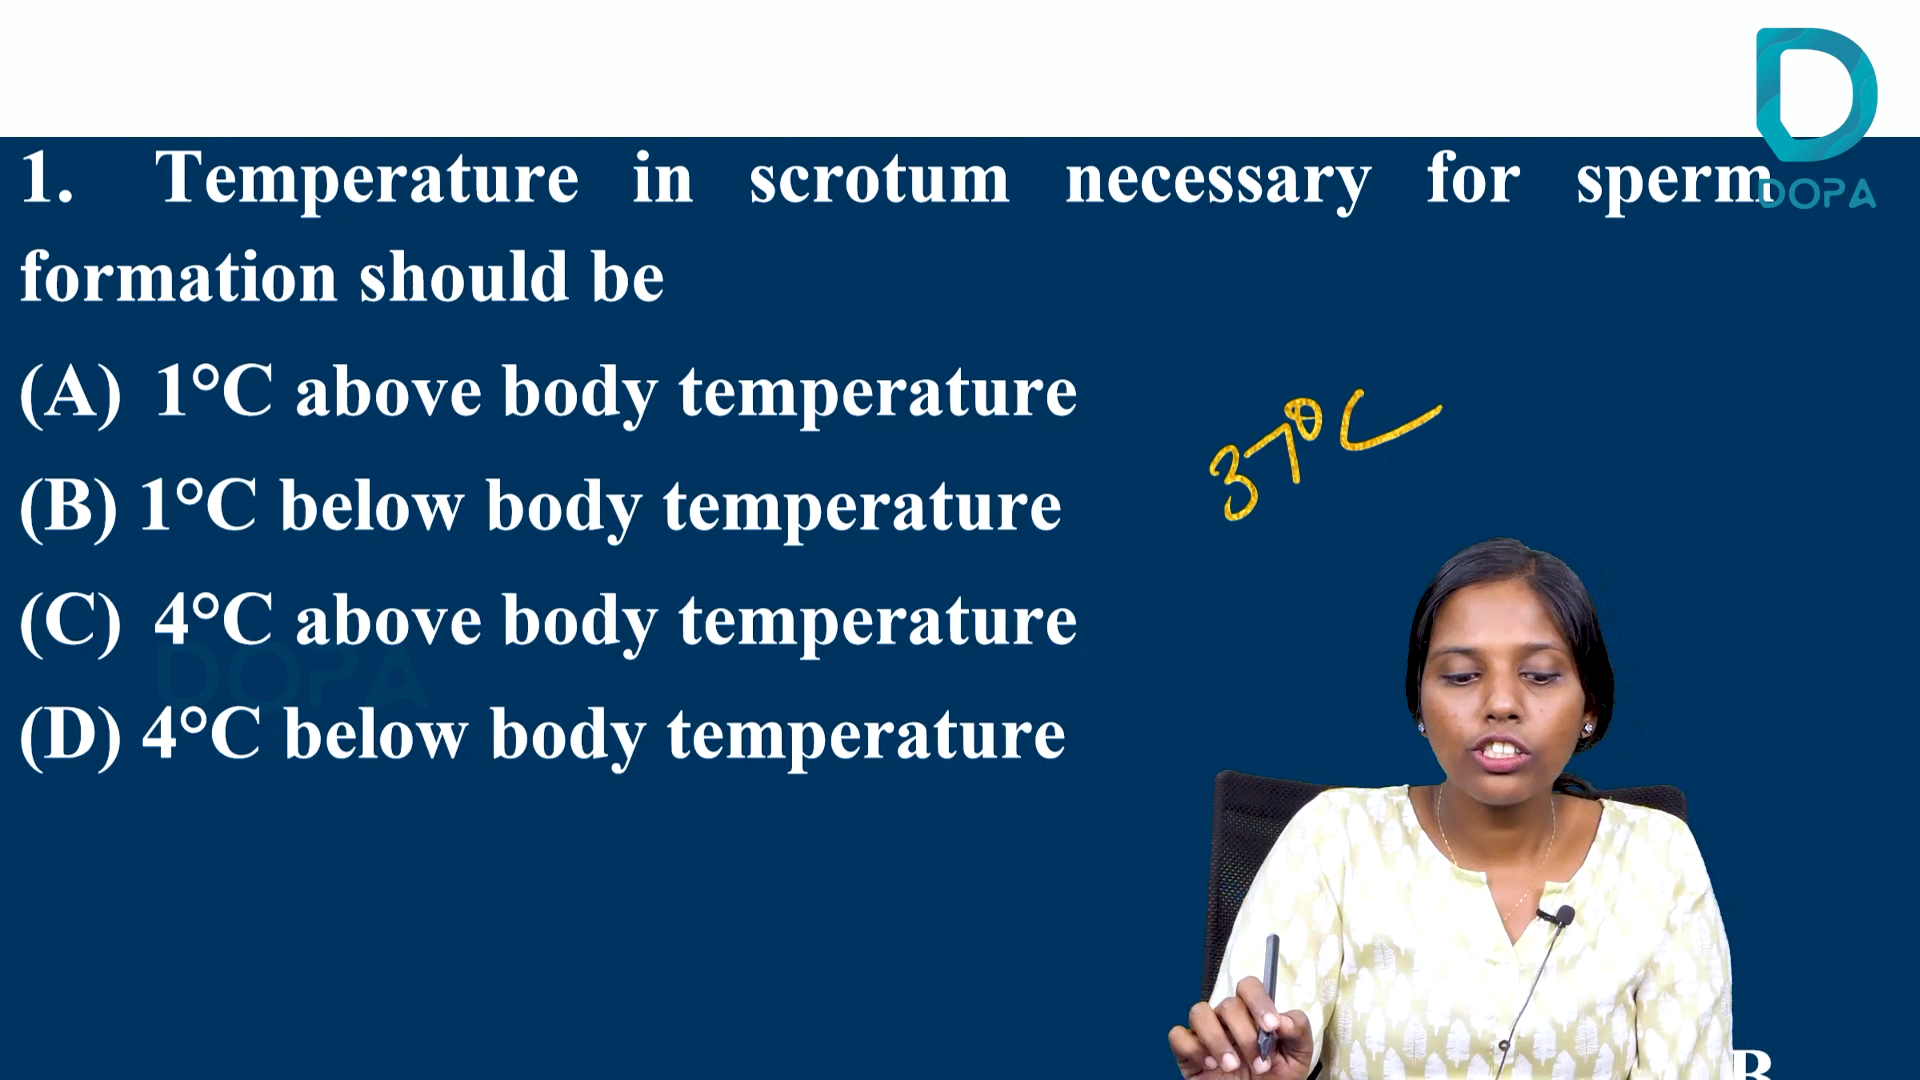 DOPA
1. Temperature in scrotum necessary for sperm
formation should be
(A) 1°C above body temperature
37°C
(B) 1°C below body temperature
(C) 4°C above body temperature
DOPA
(D) 4°C below body temperature